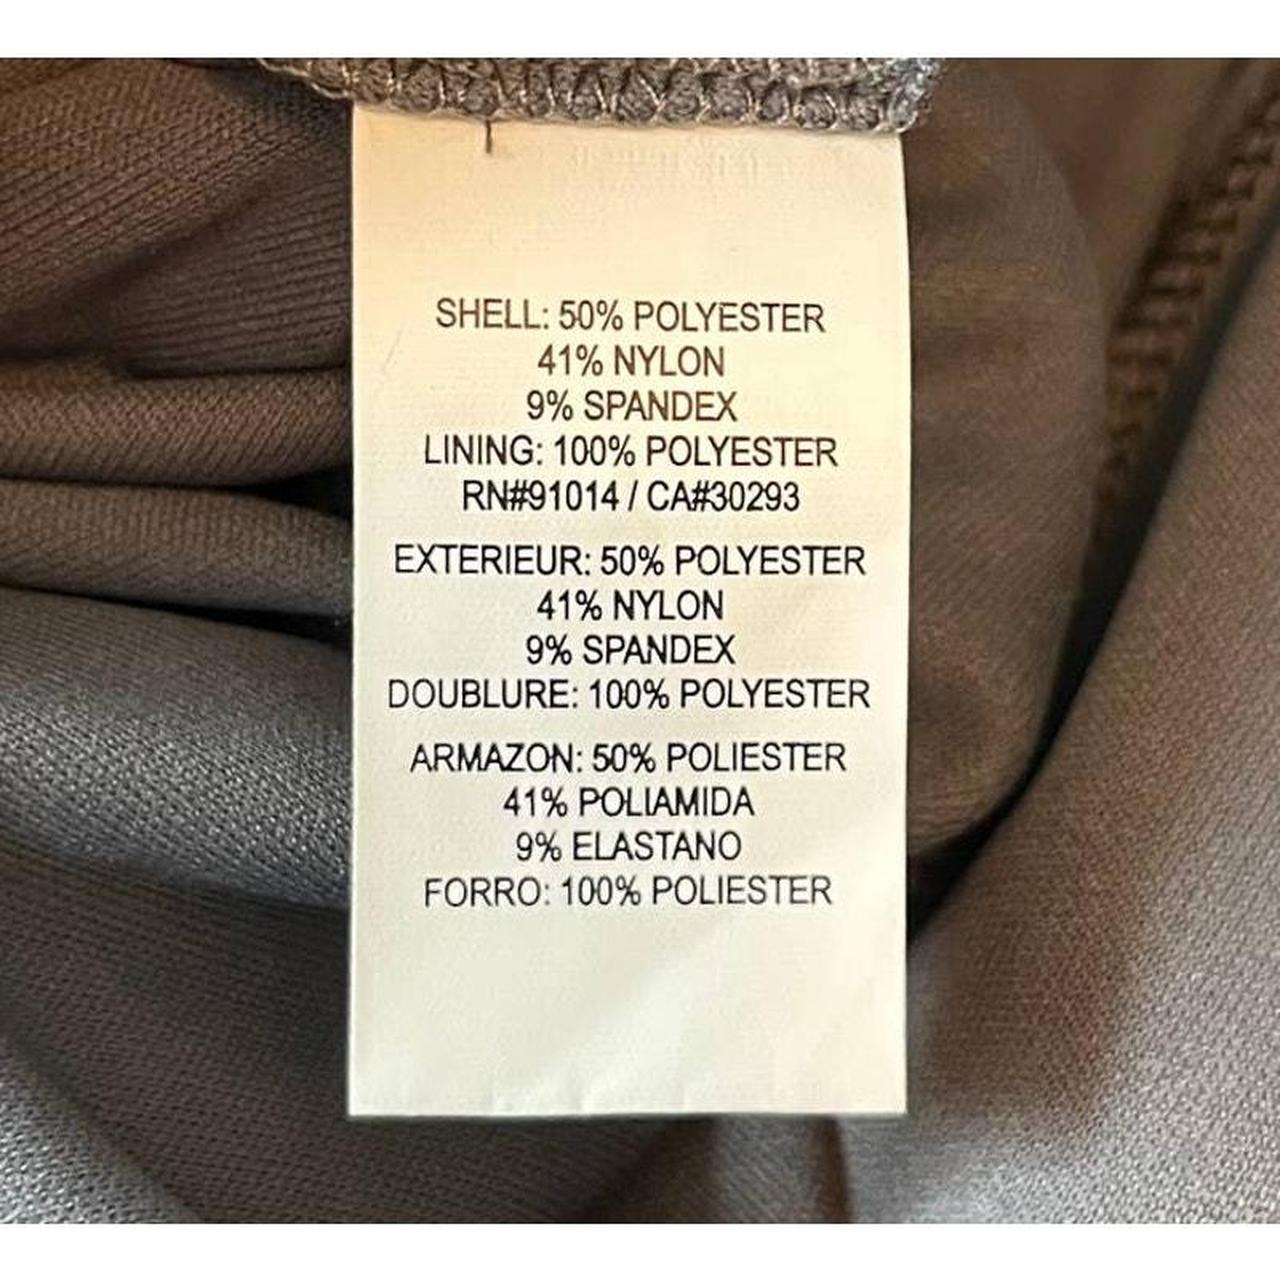 SHELL: 50% POLYESTER
41% NYLON
9% SPANDEX
LINING: 100% POLYESTER
RN#91014 / CA#30293
EXTERIEUR: 50% POLYESTER
41% NYLON
9% SPANDEX
DOUBLURE: 100% POLYESTER
ARMAZON: 50% POLIESTER
41% POLIAMIDA
9% ELASTANO
FORRO: 100% POLIESTER